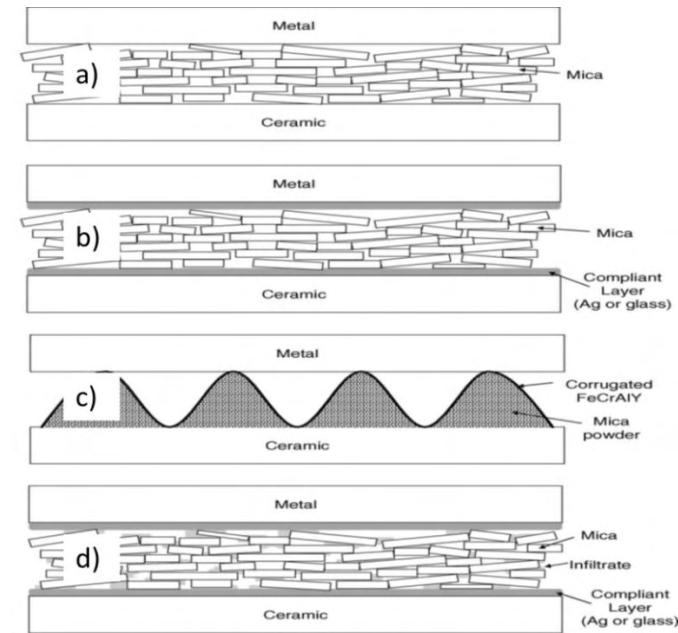 Metal
a)
Mica
Ceramic
Metal
b)
Mica
Compliant
Layer
(Ag or glass)
Ceramic
Metal
c)
Corrugated
FeCrAlY
Mica
powder
Ceramic
Metal
d)
Mica
Infiltrate
Compliant
Layer
(Ag or glass)
Ceramic